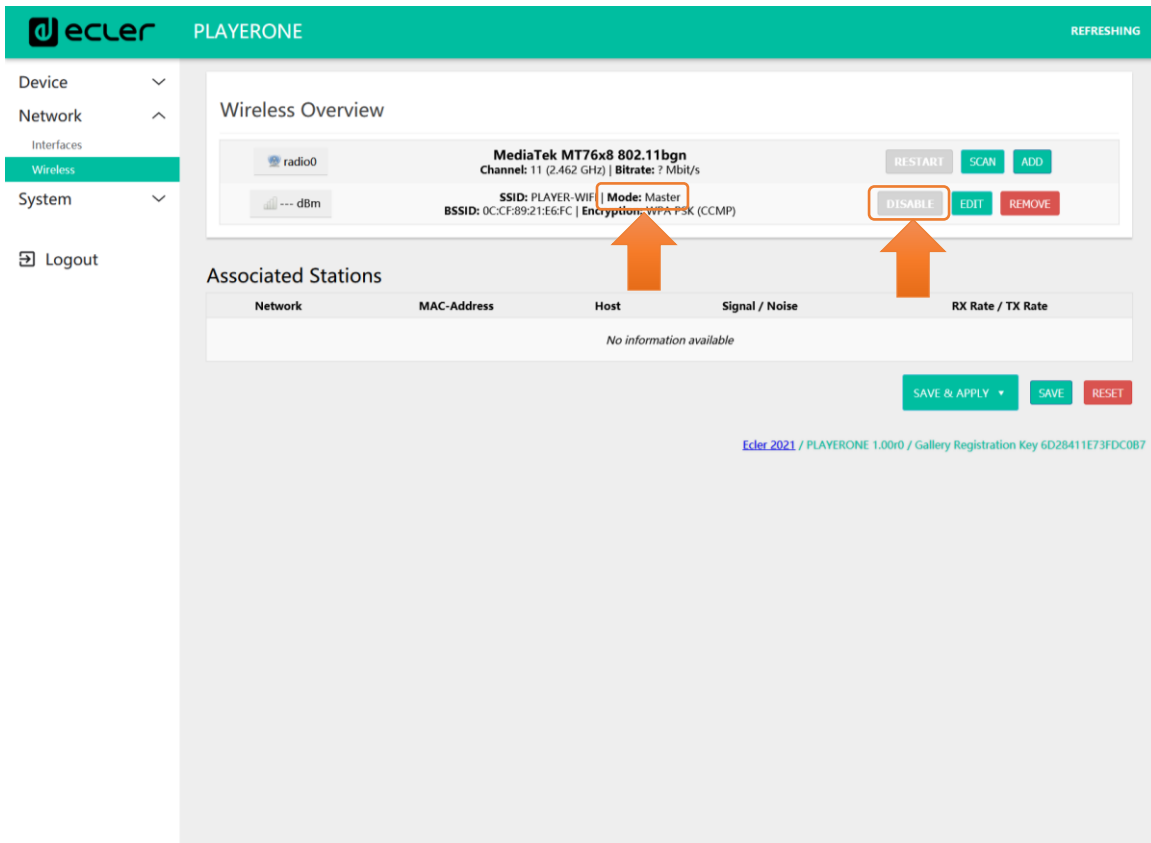 ecler
PLAYERONE
REFRESHING
Device
Network
Interfaces
Wireless
System
Logout
Wireless Overview
radio0
MediaTek MT76x8 802.11bgn
Channel: 11 (2.462 GHz) | Bitrate: ? Mbit/s
RESTART
SCAN
ADD
--- dBm
SSID: PLAYER-WIFI | Mode: Master
BSSID: 0C:CF:89:21:E6:FC | Encryption: WPA PSK (CCMP)
DISABLE
EDIT
REMOVE
Associated Stations
Network
MAC-Address
Host
Signal / Noise
RX Rate / TX Rate
No information available
SAVE & APPLY
SAVE
RESET
Ecler 2021 / PLAYERONE 1.00r0 / Gallery Registration Key 6D28411E73FDC0B7